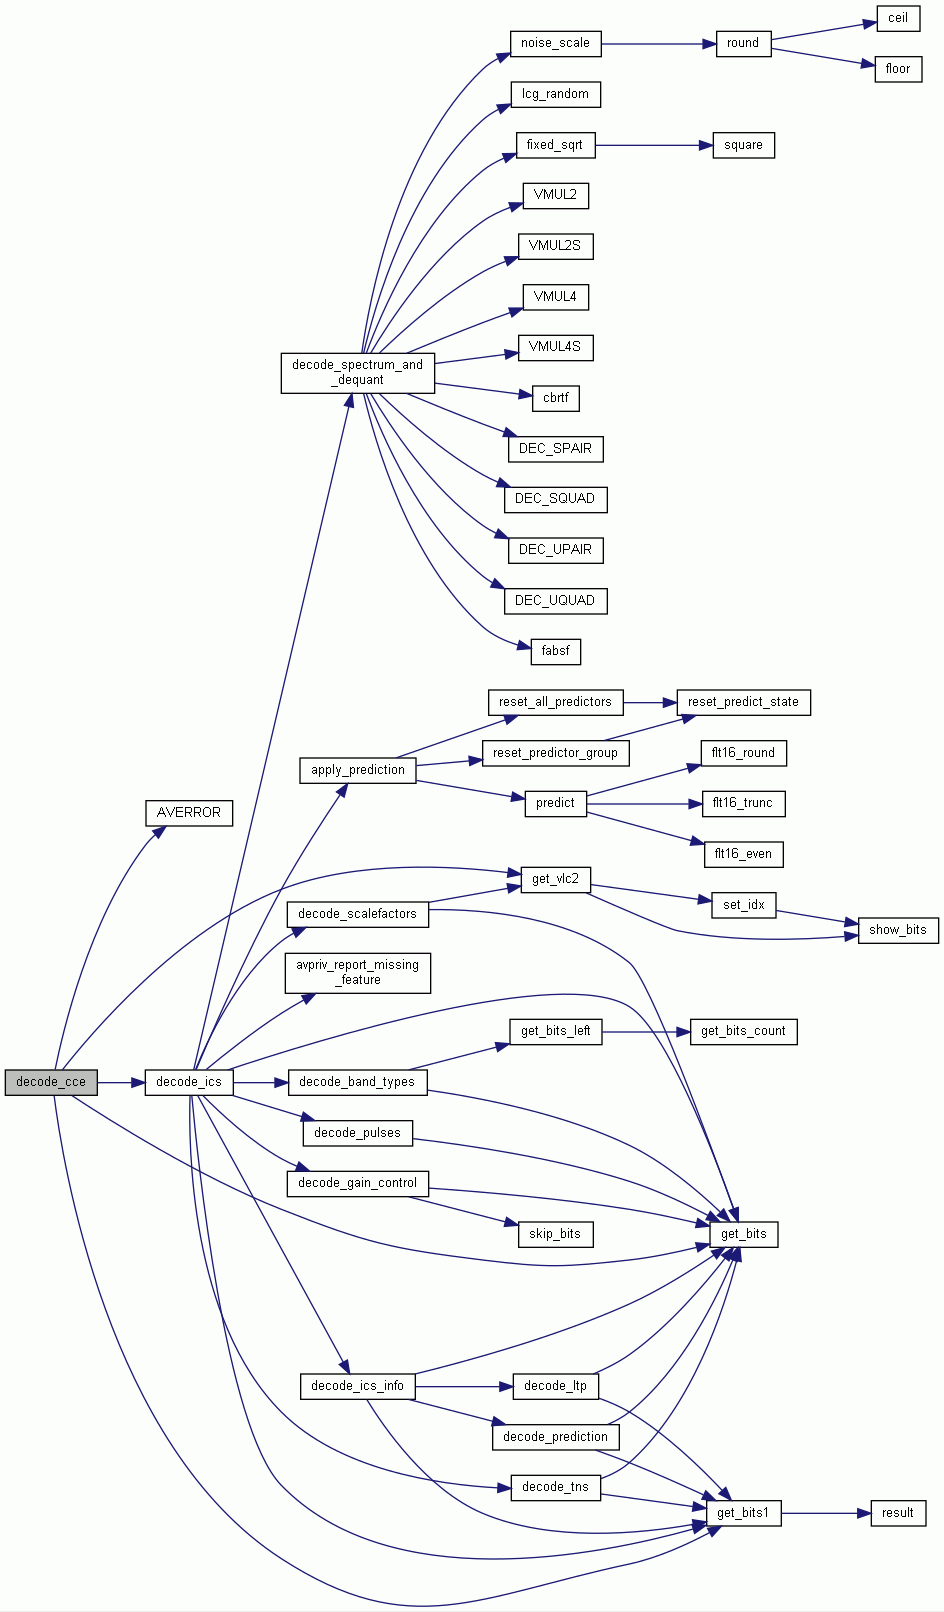 ceil
noise_scale
round
floor
lcg_random
fixed_sqrt
square
VMUL2
VMUL2S
VMUL4
VMUL4S
decode_spectrum_and
_dequant
cbrtf
DEC_SPAIR
DEC_SQUAD
DEC_UPAIR
DEC_UQUAD
fabsf
reset_all_predictors
reset_predict_state
reset_predictor_group
flt16_round
apply_prediction
predict
flt16_trunc
AVERROR
flt16_even
get_vlc2
set_idx
decode_scalefactors
show_bits
avpriv_report_missing
_feature
get_bits_left
get_bits_count
decode_cce
decode_ics
decode_band_types
decode_pulses
decode_gain_control
skip_bits
get_bits
decode_ics_info
decode_ltp
decode_prediction
decode_tns
get_bits1
result